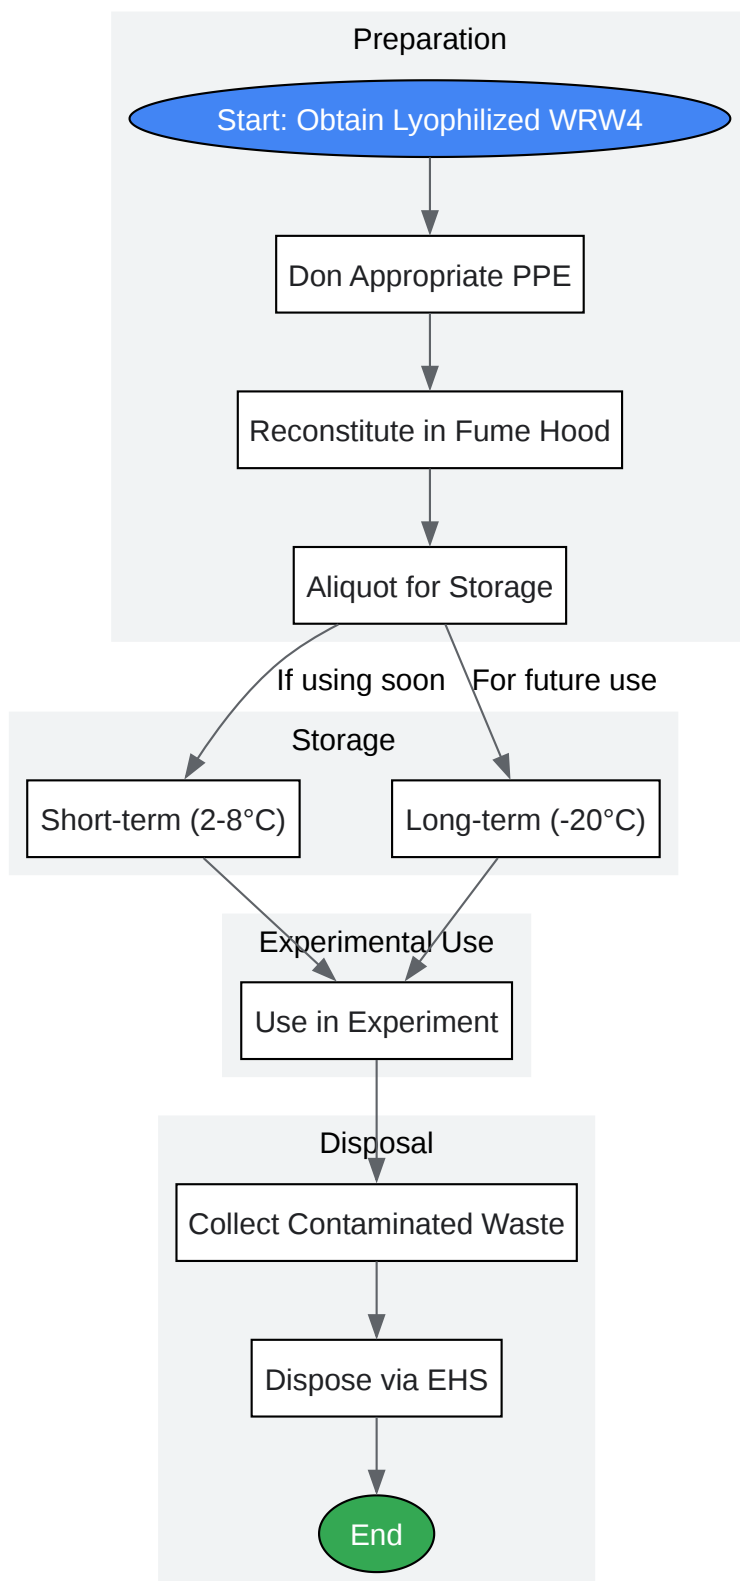 Preparation
Start: Obtain Lyophilized WRW4
Don Appropriate PPE
Reconstitute in Fume Hood
Aliquot for Storage
If using soon
For future use
Storage
Short-term (2-8°C)
Long-term (-20°C)
Experimental Use
Use in Experiment
Disposal
Collect Contaminated Waste
Dispose via EHS
End